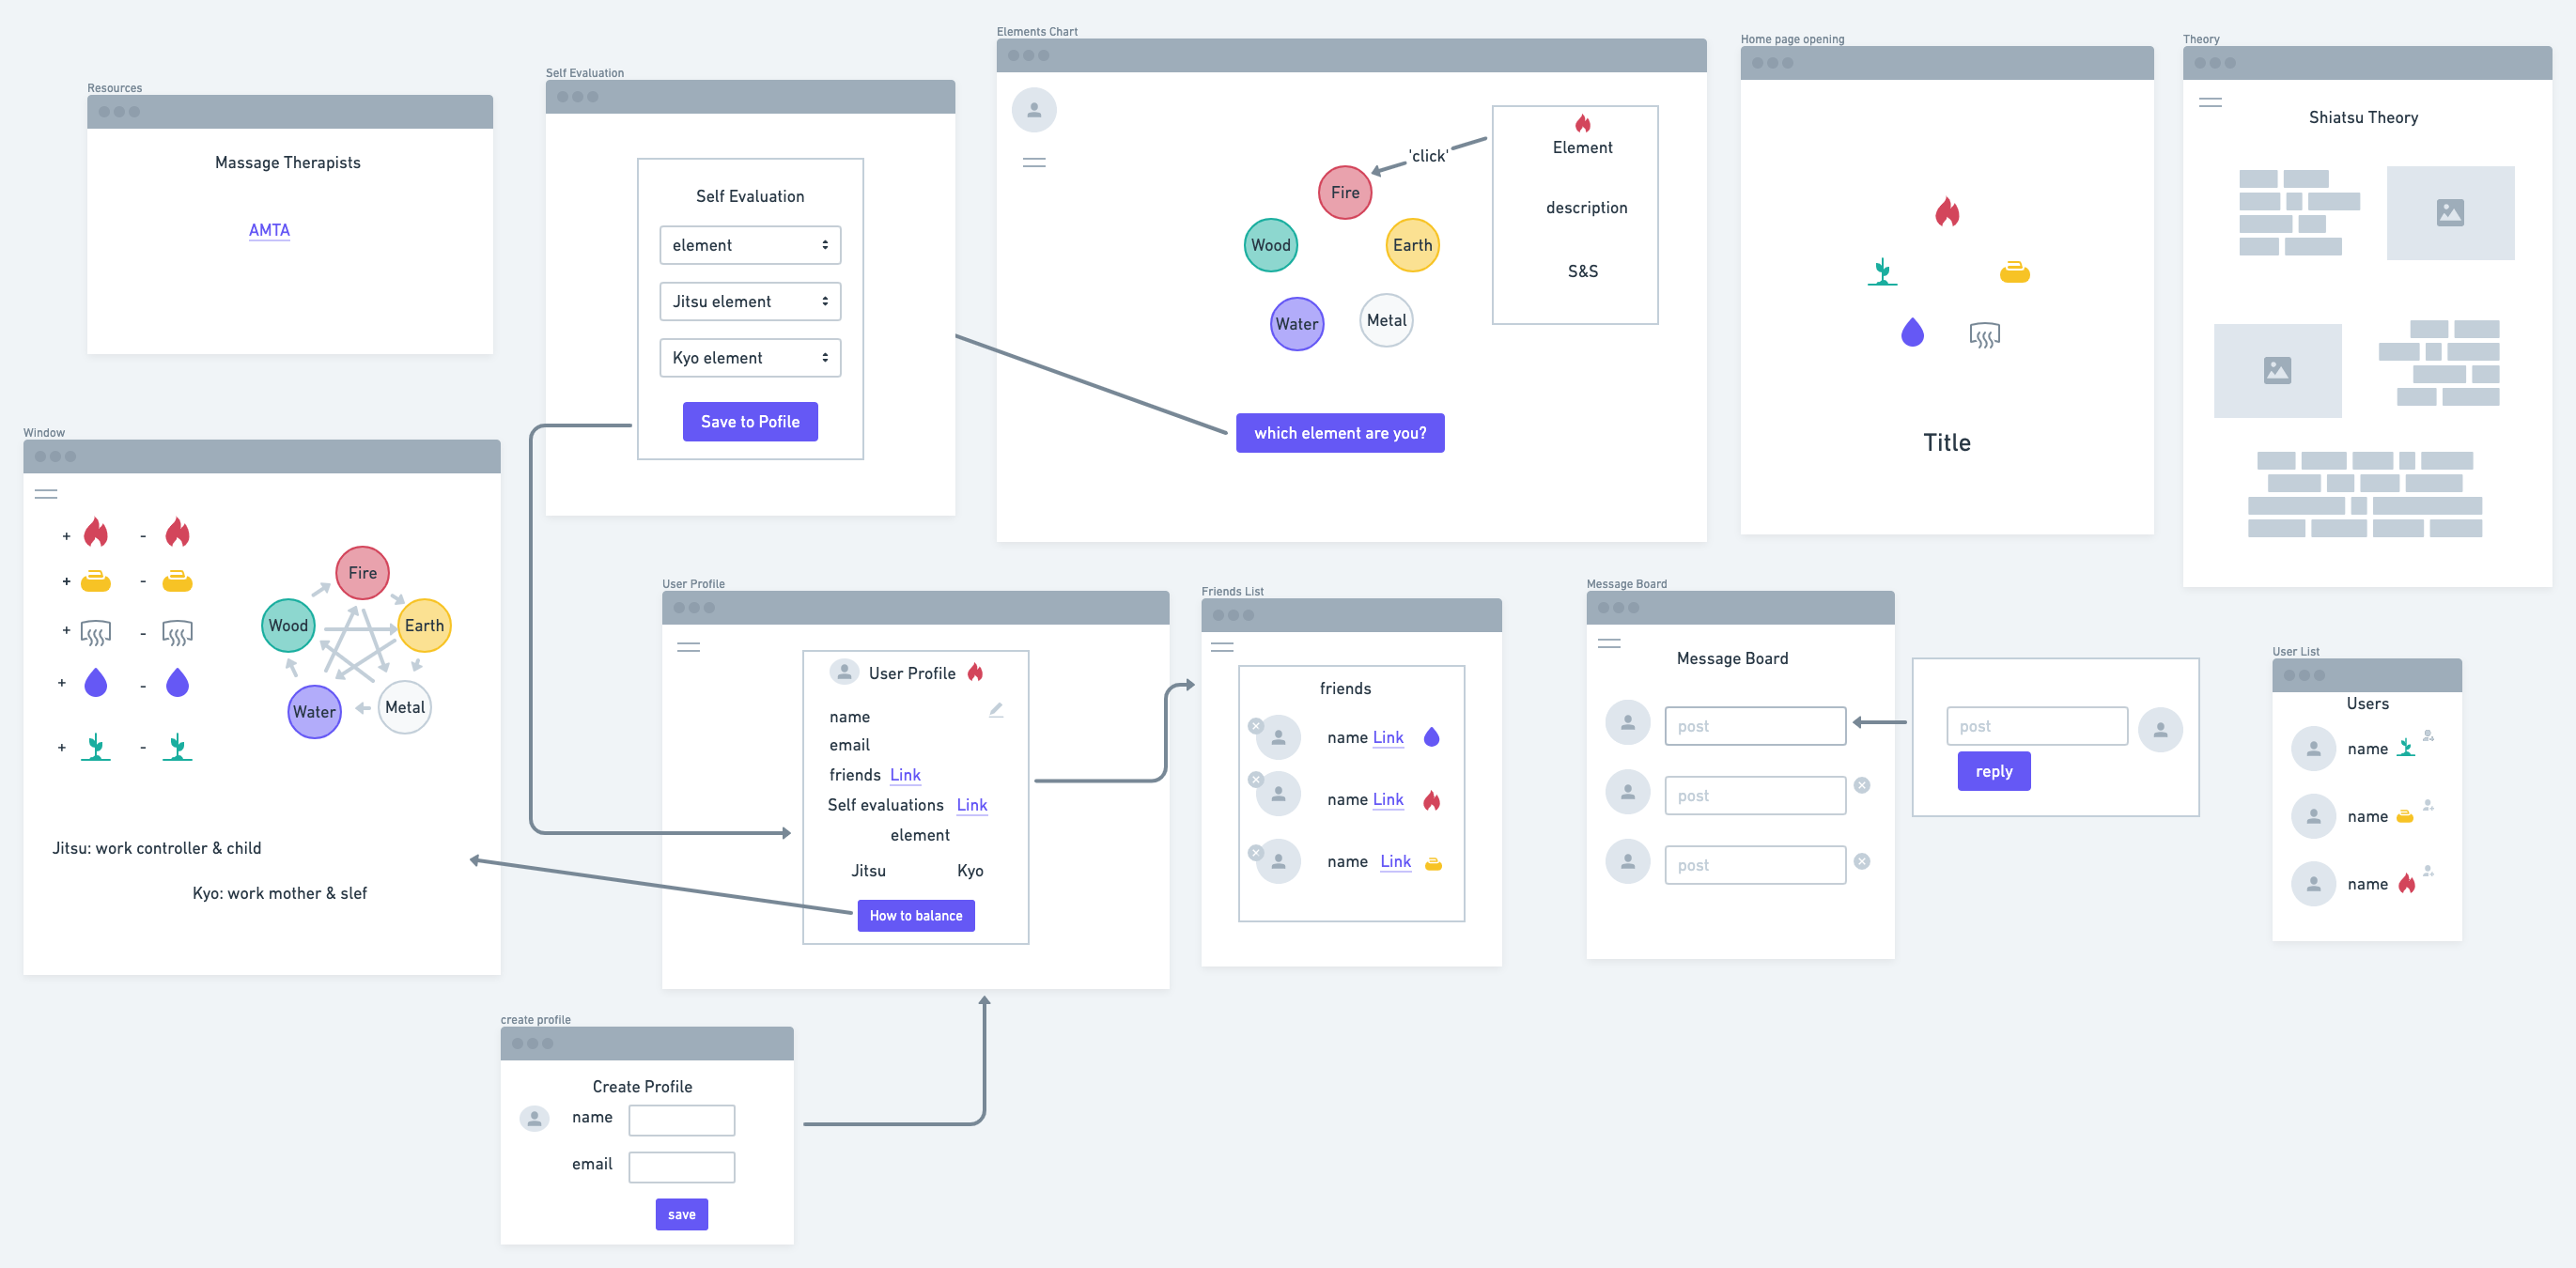 Resources
Massage Therapists
AMTA
Self Evaluation
Self Evaluation
element
Jitsu element
Kyo element
Save to Pofile
Elements Chart
'click'
Fire
Wood
Earth
Water
Metal
Element
description
S&S
which element are you?
Home page opening
Title
Theory
Shiatsu Theory
Window
+ -
+ -
+ -
+ -
+ -
Fire
Wood
Earth
Water
Metal
Jitsu: work controller & child
Kyo: work mother & slef
User Profile
User Profile
name
email
friends Link
Self evaluations Link
element
Jitsu Kyo
How to balance
Friends List
friends
name Link
name Link
name Link
Message Board
Message Board
post
post
post
post
reply
User List
Users
name
name
name
create profile
Create Profile
name
email
save